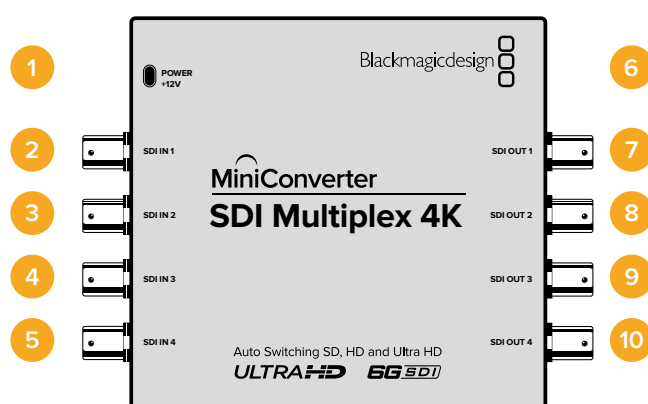 1
POWER
+12V
Blackmagicdesign
6
2
SDI IN 1
SDI OUT 1
7
MiniConverter
3
SDI IN 2
SDI Multiplex 4K
SDI OUT 2
8
4
SDI IN 3
SDI OUT 3
9
5
SDI IN 4
SDI OUT 4
10
Auto Switching SD, HD and Ultra HD
ULTRAHD 6G SDI